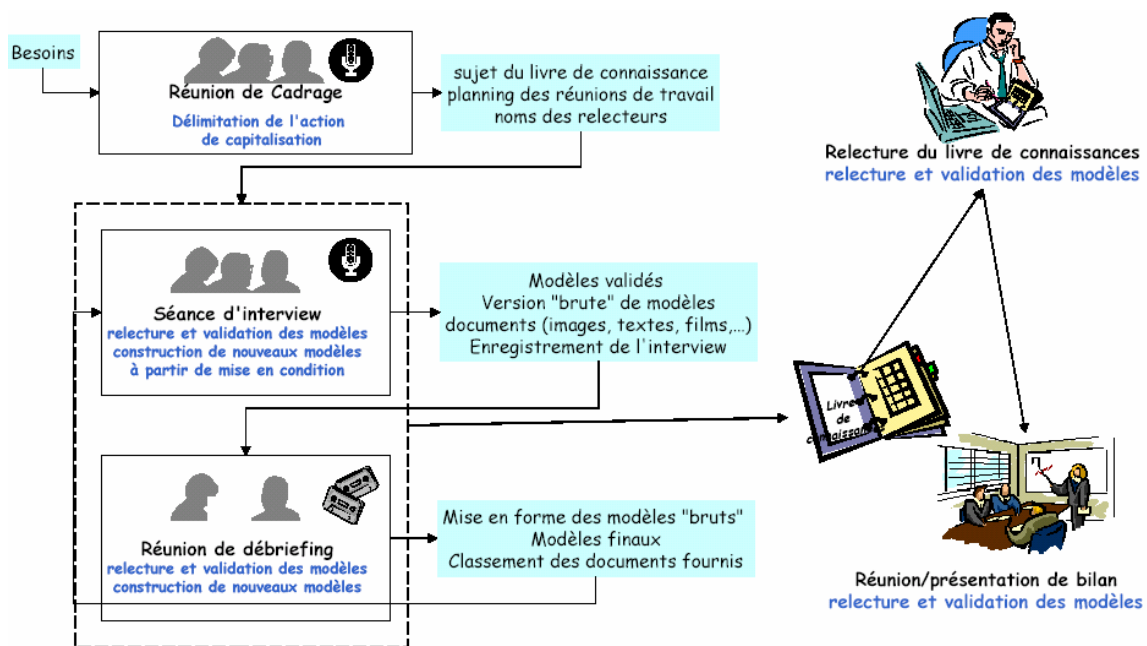 Besoins
Réunion de Cadrage
Délimitation de l'action
de capitalisation
sujet du livre de connaissance
planning des réunions de travail
noms des relecteurs
Séance d'interview
relecture et validation des modèles
construction de nouveaux modèles
à partir de mise en condition
Modèles validés
Version "brute" de modèles
documents (images, textes, films,...)
Enregistrement de l'interview
Réunion de débriefing
relecture et validation des modèles
construction de nouveaux modèles
Mise en forme des modèles "bruts"
Modèles finaux
Classement des documents fournis
Relecture du livre de connaissances
relecture et validation des modèles
Livre
de
Réunion/présentation de bilan
relecture et validation des modèles